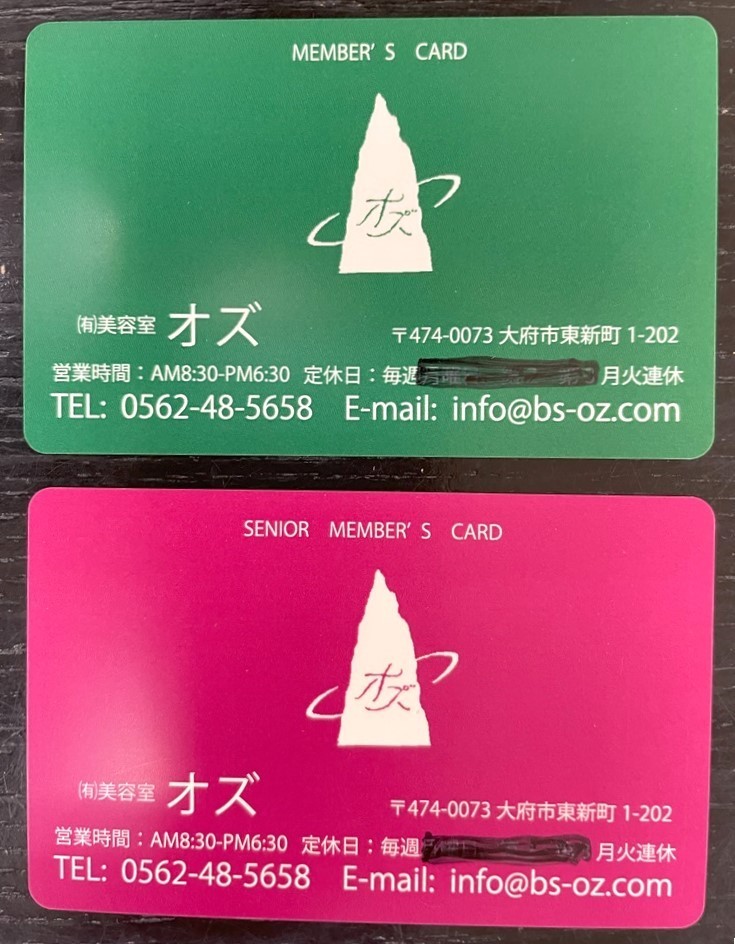 MEMBER'S CARD
オズ
㈲美容室 オズ
〒474-0073 大府市東新町 1-202
営業時間：AM8:30-PM6:30 定休日：毎週 月火連休
TEL: 0562-48-5658 E-mail: info@bs-oz.com
SENIOR MEMBER'S CARD
オズ
㈲美容室 オズ
〒474-0073 大府市東新町 1-202
営業時間：AM8:30-PM6:30 定休日：毎週 月火連休
TEL: 0562-48-5658 E-mail: info@bs-oz.com